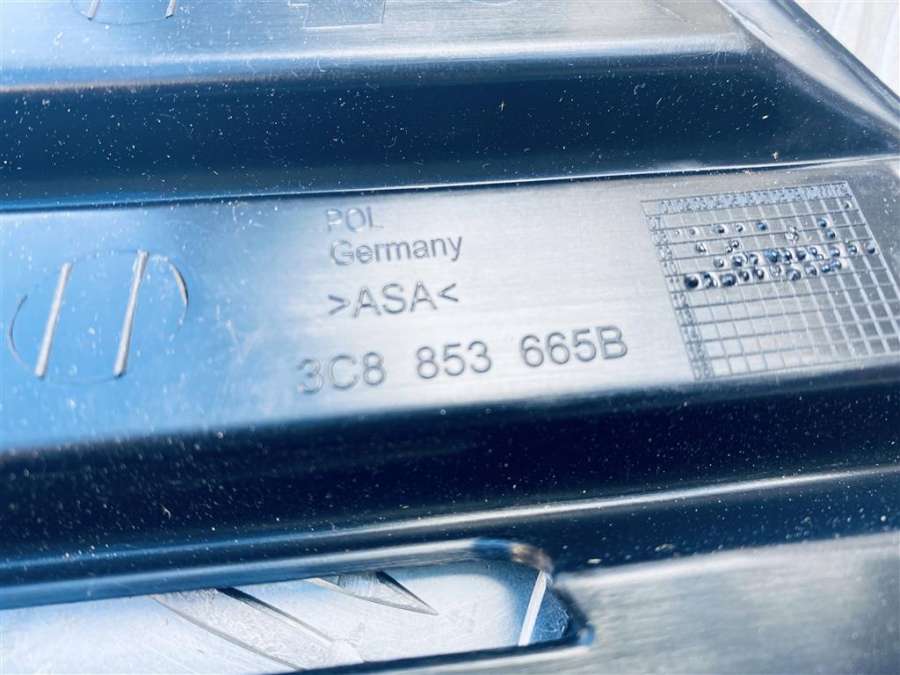 POL
Germany
>ASA<
3C8 853 665B